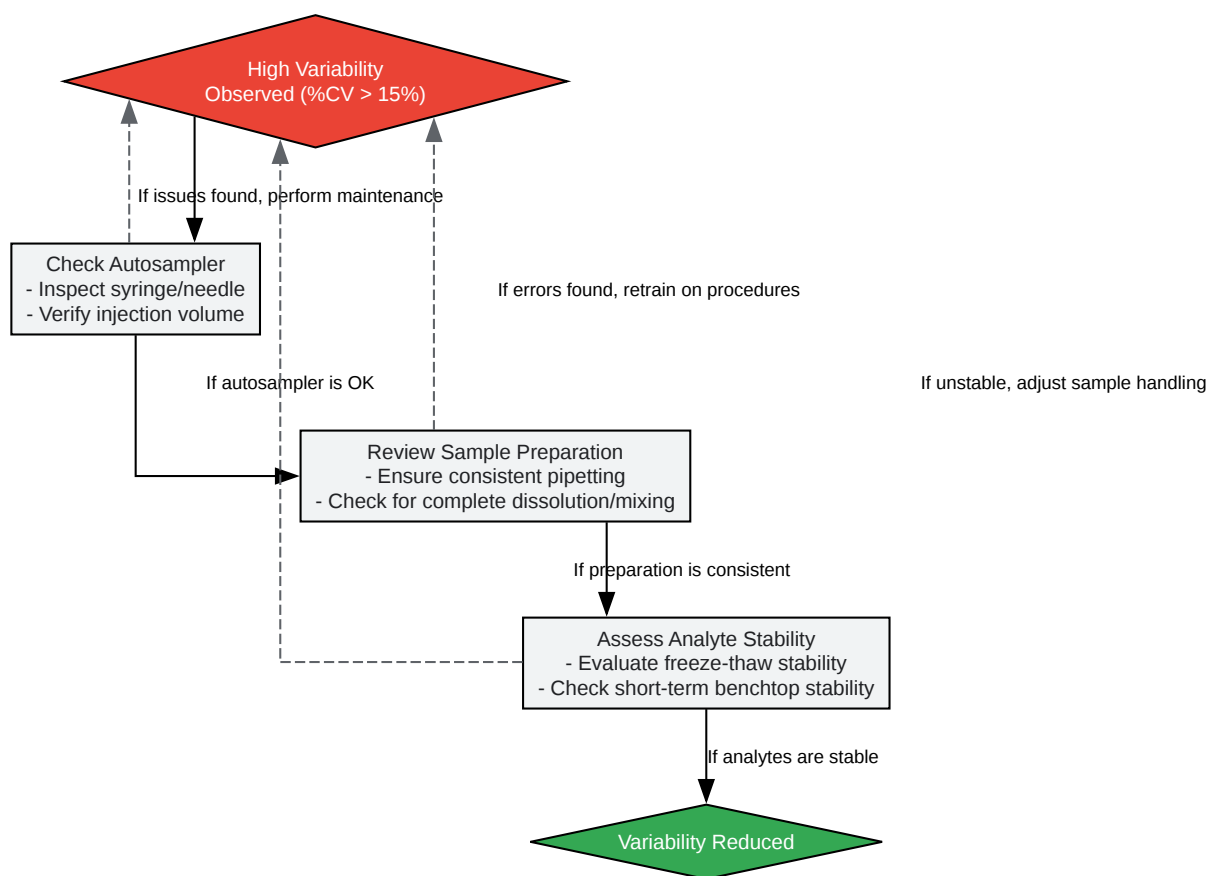 High Variability
Observed (%CV > 15%)
If issues found, perform maintenance
Check Autosampler
- Inspect syringe/needle
- Verify injection volume
If errors found, retrain on procedures
If autosampler is OK
If unstable, adjust sample handling
Review Sample Preparation
- Ensure consistent pipetting
- Check for complete dissolution/mixing
If preparation is consistent
Assess Analyte Stability
- Evaluate freeze-thaw stability
- Check short-term benchtop stability
If analytes are stable
Variability Reduced